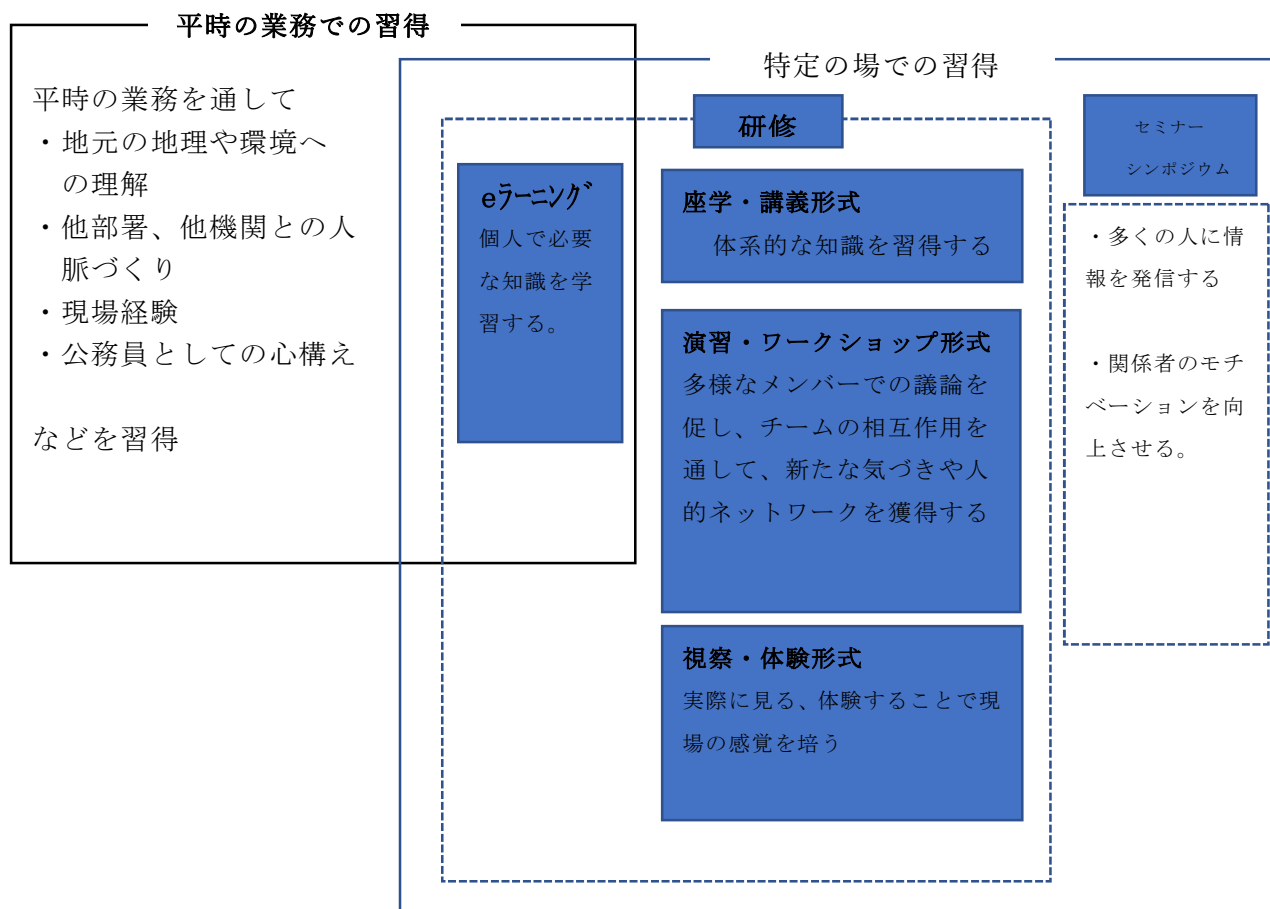 平時の業務での習得
平時の業務を通して
・地元の地理や環境へ
の理解
・他部署、他機関との人
脈づくり
・現場経験
・公務員としての心構え
などを習得
特定の場での習得
研修
eラーニング
個人で必要
な知識を学
習する。
座学・講義形式
体系的な知識を習得する
演習・ワークショップ形式
多様なメンバーでの議論を
促し、チームの相互作用を
通して、新たな気づきや人
的ネットワークを獲得する
視察・体験形式
実際に見る、体験することで現
場の感覚を培う
セミナー
シンポジウム
・多くの人に情
報を発信する
・関係者のモチ
ベーションを向
上させる。